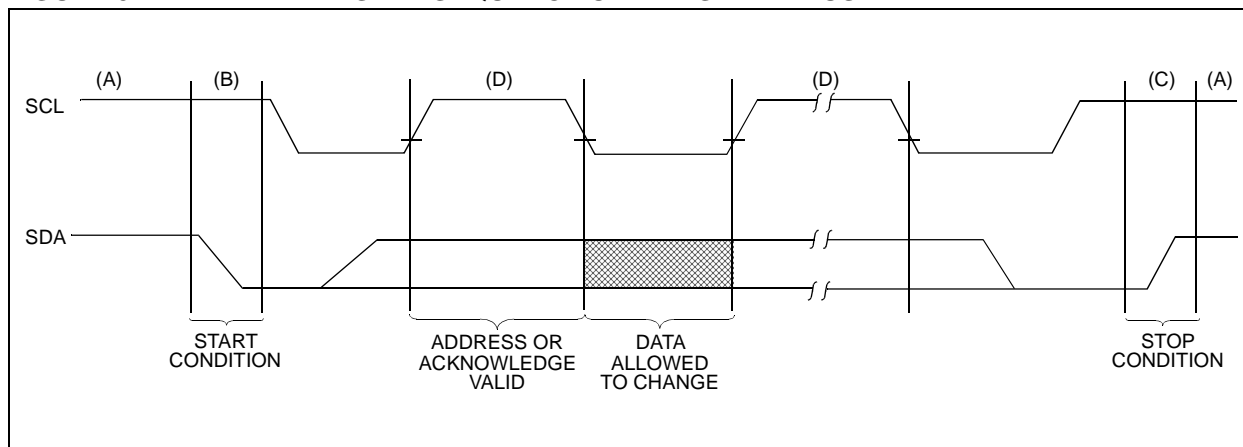 (A) (B) (D) (D) (C) (A)
SCL
SDA
START
CONDITION
ADDRESS OR
ACKNOWLEDGE
VALID
DATA
ALLOWED
TO CHANGE
STOP
CONDITION